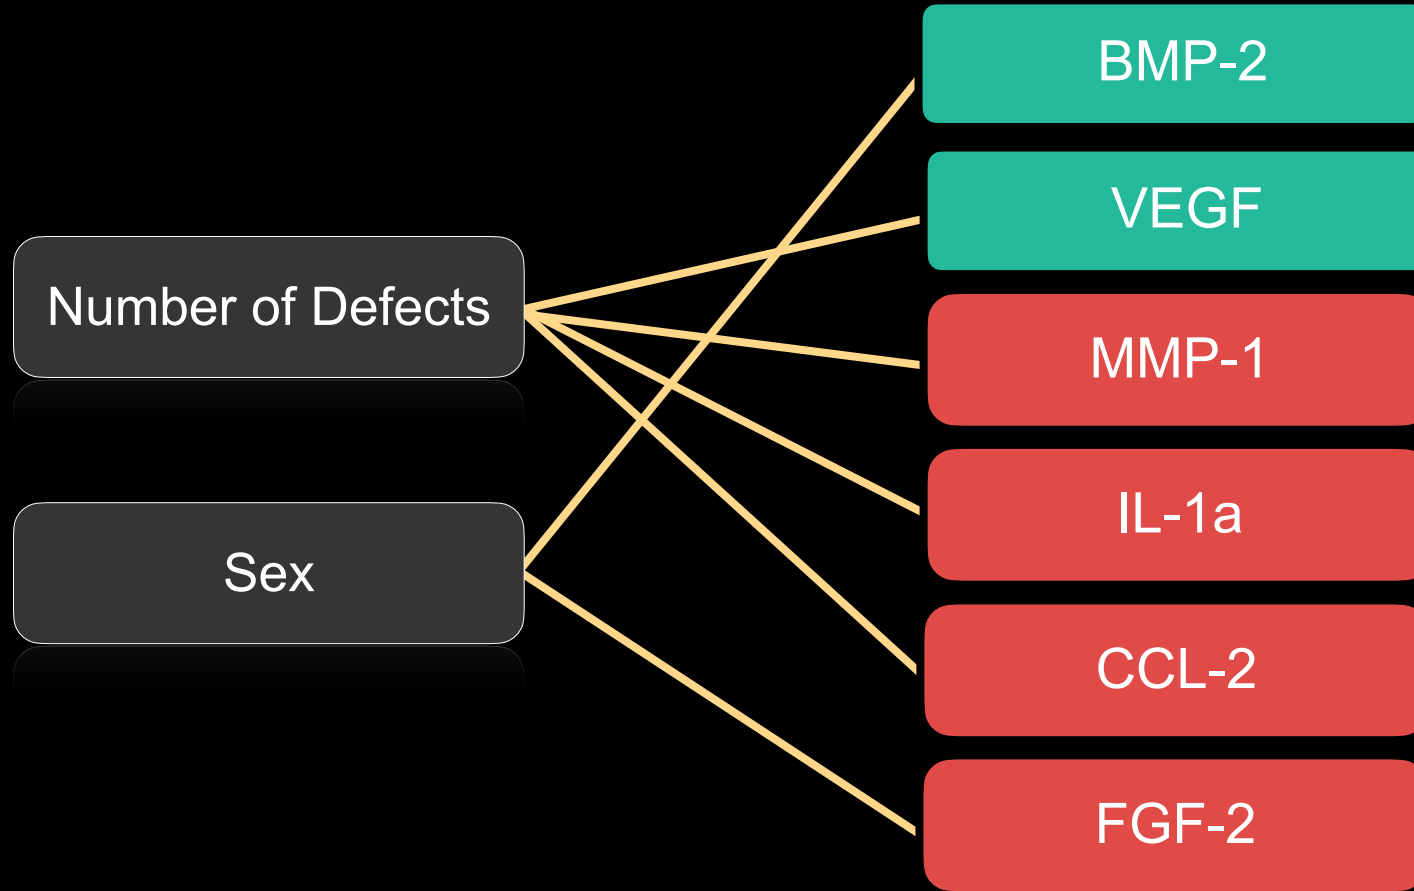 Number of Defects
Sex
BMP-2
VEGF
MMP-1
IL-1a
CCL-2
FGF-2